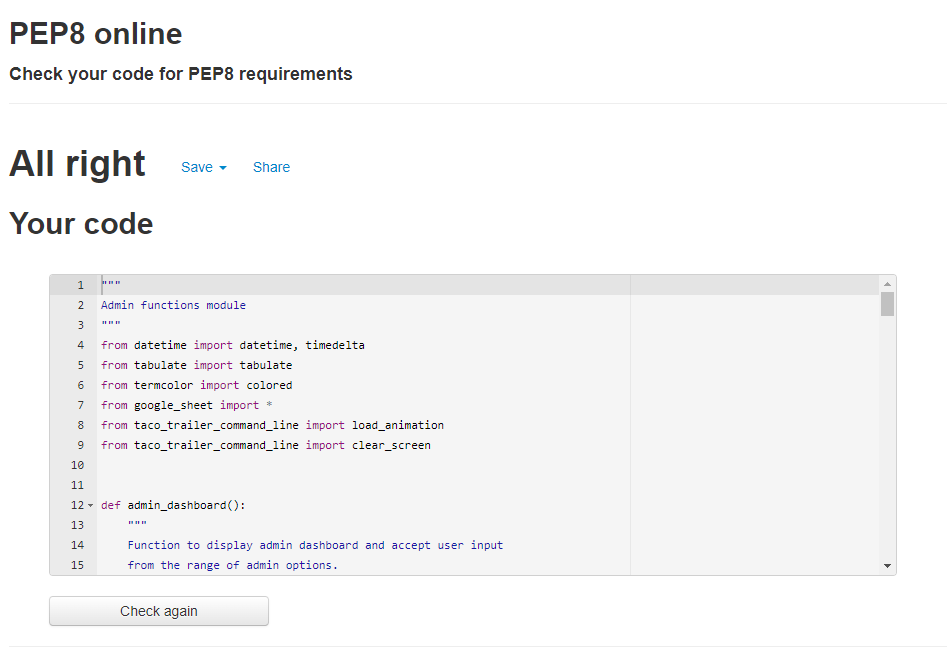 PEP8 online
Check your code for PEP8 requirements
All right Save Share
Your code
1 """
2 Admin functions module
3 """
4 from datetime import datetime, timedelta
5 from tabulate import tabulate
6 from termcolor import colored
7 from google_sheet import *
8 from taco_trailer_command_line import load_animation
9 from taco_trailer_command_line import clear_screen
10
11
12 def admin_dashboard():
13 """
14 Function to display admin dashboard and accept user input
15 from the range of admin options.
Check again